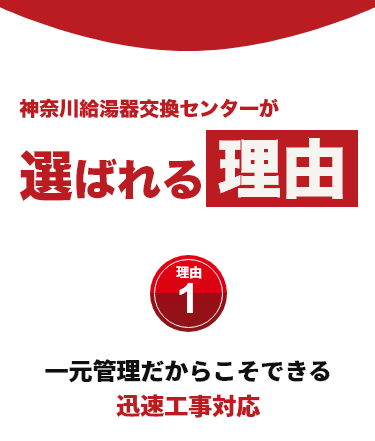 神奈川給湯器交換センターが
選ばれる理由
理由
1
一元管理だからこそできる
迅速工事対応